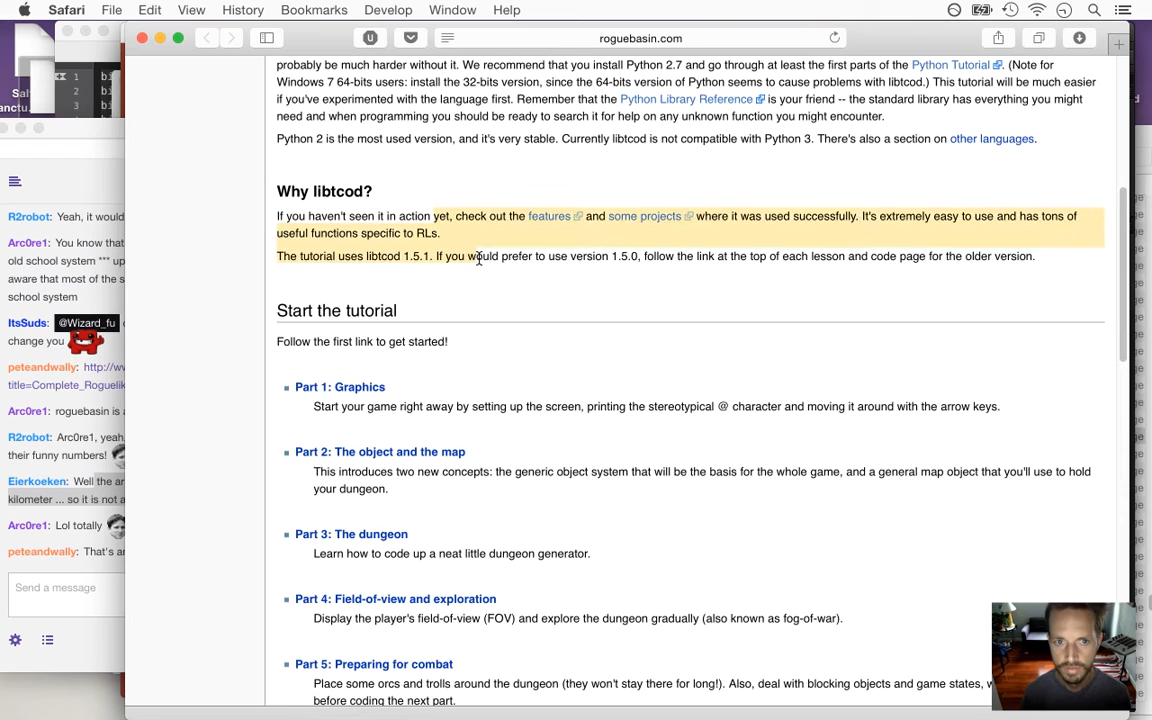 Safari File Edit View History Bookmarks Develop Window Help
roguebasin.com
probably be much harder without it. We recommend that you install Python 2.7 and go through at least the first parts of the Python Tutorial. (Note for
Windows 7 64-bits users: install the 32-bits version, since the 64-bits version of Python seems to cause problems with libtcod.) This tutorial will be much easier
if you've experimented with the language first. Remember that the Python Library Reference is your friend -- the standard library has everything you might
need and when programming you should be ready to search it for help on any unknown function you might encounter.
Python 2 is the most used version, and it's very stable. Currently libtcod is not compatible with Python 3. There's also a section on other languages.
Why libtcod?
If you haven't seen it in action yet, check out the features and some projects where it was used successfully. It's extremely easy to use and has tons of
useful functions specific to RLs.
The tutorial uses libtcod 1.5.1. If you would prefer to use version 1.5.0, follow the link at the top of each lesson and code page for the older version.
Start the tutorial
Follow the first link to get started!
Part 1: Graphics
Start your game right away by setting up the screen, printing the stereotypical @ character and moving it around with the arrow keys.
Part 2: The object and the map
This introduces two new concepts: the generic object system that will be the basis for the whole game, and a general map object that you'll use to hold
your dungeon.
Part 3: The dungeon
Learn how to code up a neat little dungeon generator.
Part 4: Field-of-view and exploration
Display the player's field-of-view (FOV) and explore the dungeon gradually (also known as fog-of-war).
Part 5: Preparing for combat
Place some orcs and trolls around the dungeon (they won't stay there for long!). Also, deal with blocking objects and game states,
before coding the next part.
R2robot: Yeah, it would
Arc0re1: You know that
old school system *** up
aware that most of the
school system
ItsSuds: @Wizard_fu
change you
peteandwally: http://w
title=Complete_Roguelik
Arc0re1: roguebasin is a
R2robot: Arc0re1, yeah,
their funny numbers!
Eierkoeken: Well the ar
kilometer ... so it is not a
Arc0re1: Lol totally
peteandwally: That's a
Send a message